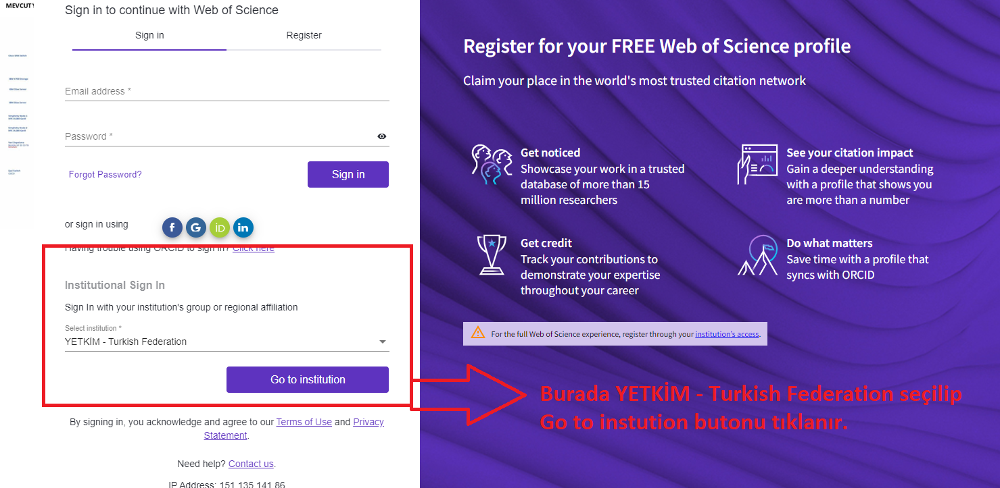 MEVCUT
Sign in to continue with Web of Science
Sign in
Register
Email address *
Password *
Forgot Password?
Sign in
or sign in using
f
G
iD
in
Having trouble using ORCID to sign in? Click here
Institutional Sign In
Sign In with your institution's group or regional affiliation
Select institution *
YETKİM - Turkish Federation
Go to institution
By signing in, you acknowledge and agree to our Terms of Use and Privacy
Statement.
Need help? Contact us.
IP Address: 151.135.141.86
Register for your FREE Web of Science profile
Claim your place in the world's most trusted citation network
Get noticed
Showcase your work in a trusted
database of more than 15
million researchers
See your citation impact
Gain a deeper understanding
with a profile that shows you
are more than a number
Get credit
Track your contributions to
demonstrate your expertise
throughout your career
Do what matters
Save time with a profile that
syncs with ORCID
For the full Web of Science experience, register through your institution's access.
Burada YETKİM - Turkish Federation seçilip
Go to instution butonu tıklanır.